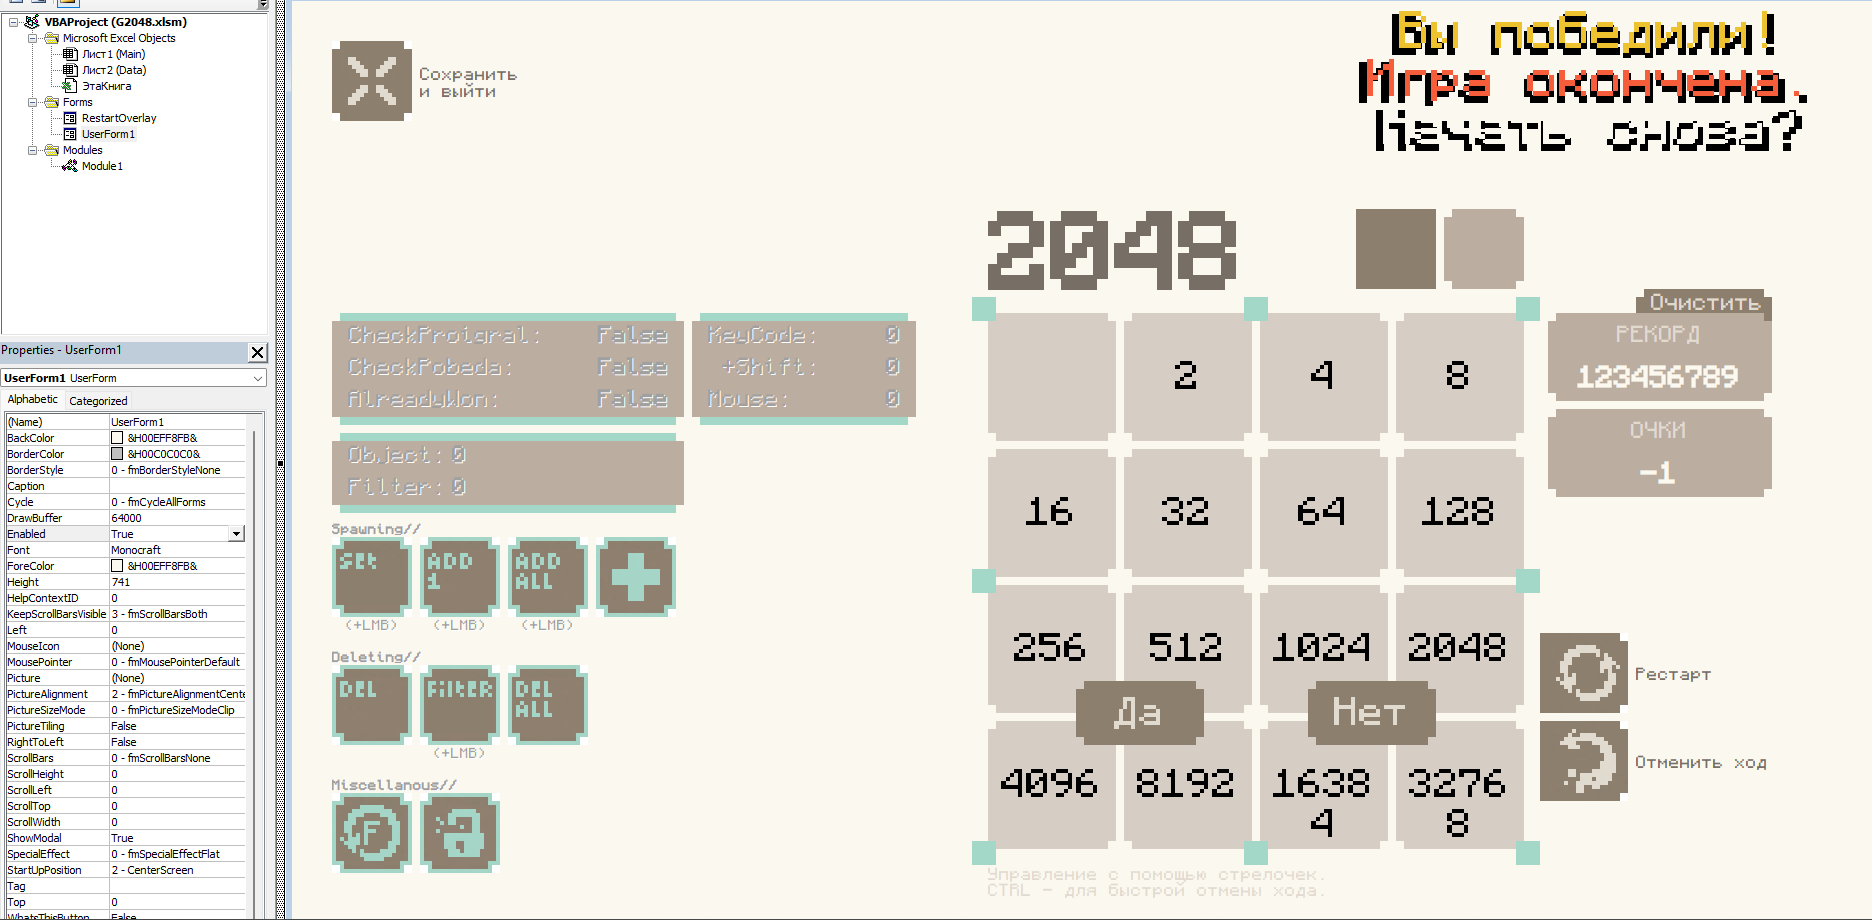 VBAProject (G2048.xlsm)
Microsoft Excel Objects
Лист1 (Main)
Лист2 (Data)
ЭтаКнига
Forms
RestartOverlay
UserForm1
Modules
Module1
Properties - UserForm1
UserForm1 UserForm
Alphabetic Categorized
(Name) UserForm1
BackColor &H00EFF8FB&
BorderColor &H00C0C0C0&
BorderStyle 0 - fmBorderStyleNone
Caption
Cycle 0 - fmCycleAllForms
DrawBuffer 64000
Enabled True
Font Monocraft
ForeColor &H00EFF8FB&
Height 741
HelpContextID 0
KeepScrollBarsVisible 3 - fmScrollBarsBoth
Left 0
MouseIcon (None)
MousePointer 0 - fmMousePointerDefault
Picture (None)
PictureAlignment 2 - fmPictureAlignmentCente
PictureSizeMode 0 - fmPictureSizeModeClip
PictureTiling False
RightToLeft False
ScrollBars 0 - fmScrollBarsNone
ScrollHeight 0
ScrollLeft 0
ScrollTop 0
ScrollWidth 0
ShowModal True
SpecialEffect 0 - fmSpecialEffectFlat
StartUpPosition 2 - CenterScreen
Tag
Top 0
WhatsThisButton False
Сохранить
и выйти
Вы победили!
Игра окончена.
Начать снова?
2048
CheckProigral: False
CheckPobeda: False
AlreadyWon: False
KeyCode: 0
+Shift: 0
Mouse: 0
Object: 0
Filter: 0
Spawning//
SEt
ADD
1
ADD
ALL
(+LMB) (+LMB) (+LMB)
Deleting//
DEL
FiltER
DEL
ALL
(+LMB)
Miscellanous//
F
2 4 8
16 32 64 128
256 512 1024 2048
Да Нет
4096 8192 1638
4
3276
8
Очистить
РЕКОРД
123456789
ОЧКИ
-1
Рестарт
Отменить ход
Управление с помощью стрелочек.
CTRL - для быстрой отмены хода.